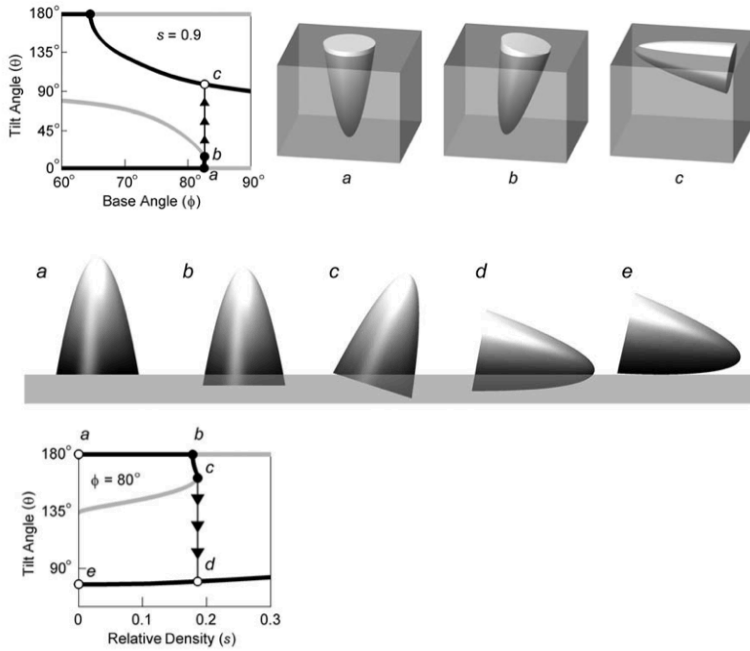 180°
135°
90°
45°
0°
Tilt Angle (θ)
s = 0.9
c
b
a
60° 70° 80° 90°
Base Angle (ϕ)
a b c
a b c d e
a b
180°
135°
90°
Tilt Angle (θ)
ϕ = 80°
c
d
e
0 0.1 0.2 0.3
Relative Density (s)